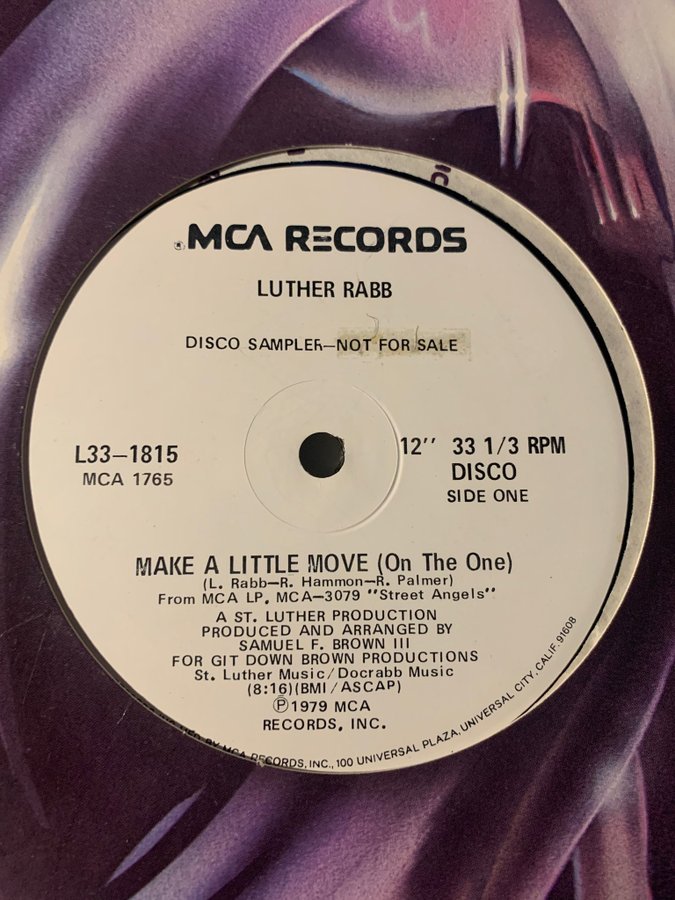 MCA RECORDS
LUTHER RABB
DISCO SAMPLER—NOT FOR SALE
L33—1815
MCA 1765
12'' 33 1/3 RPM
DISCO
SIDE ONE
MAKE A LITTLE MOVE (On The One)
(L. Rabb—R. Hammon—R. Palmer)
From MCA LP, MCA—3079 "Street Angels"
A ST. LUTHER PRODUCTION
PRODUCED AND ARRANGED BY
SAMUEL F. BROWN III
FOR GIT DOWN BROWN PRODUCTIONS
St. Luther Music/Docrabb Music
(8:16)(BMI/ASCAP)
Ⓟ1979 MCA
RECORDS, INC.
BY MCA RECORDS, INC., 100 UNIVERSAL PLAZA, UNIVERSAL CITY, CALIF. 91608